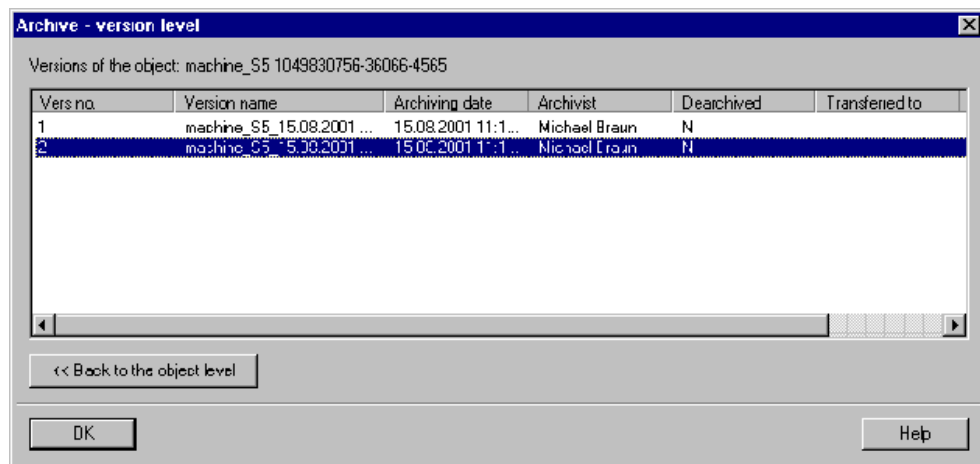 Archive - version level
Versions of the object: machine_S5 1049830756-36066-4565
Vers no. Version name Archiving date Archivist Dearchived Transferred to
1 machine_S5_15.08.2001 ... 15.08.2001 11:1... Michael Braun N
2 machine_S5_15.08.2001 ... 15.08.2001 11:1... Michael Braun N
<< Back to the object level
OK Help